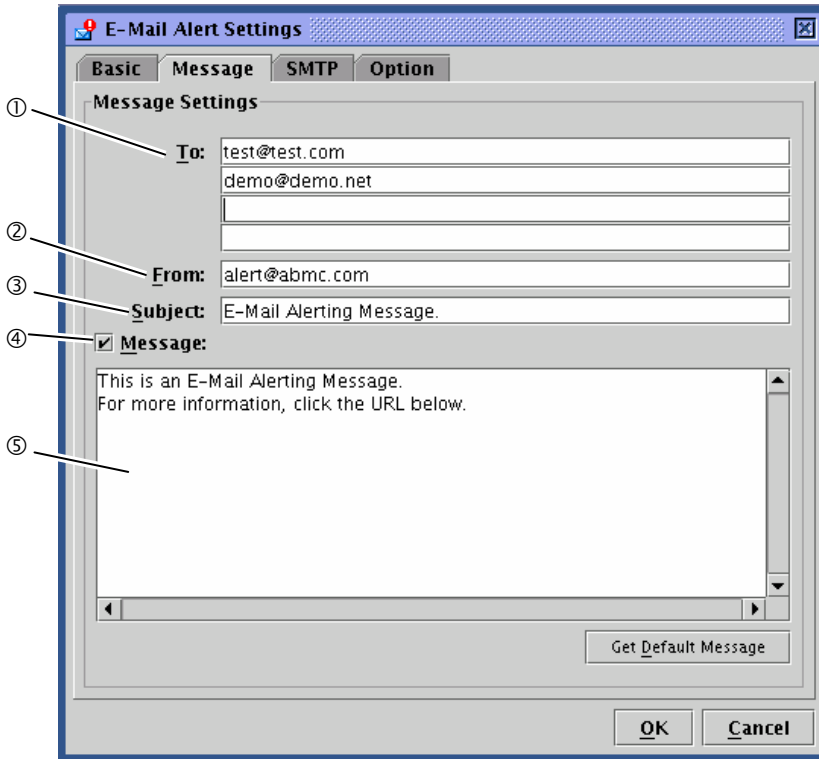 E-Mail Alert Settings
Basic Message SMTP Option
Message Settings
① To: test@test.com
demo@demo.net
② From: alert@abmc.com
③ Subject: E-Mail Alerting Message.
④ Message:
This is an E-Mail Alerting Message.
For more information, click the URL below.
⑤
Get Default Message
OK Cancel